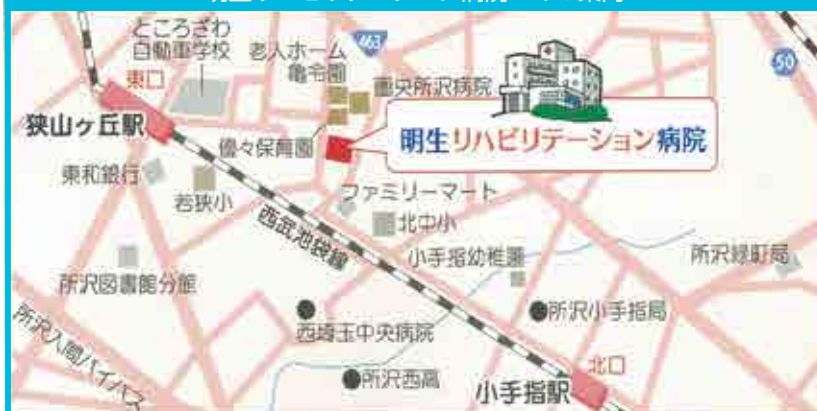 ところざわ
自動車学校
老人ホーム
亀令園
463
圏央所沢病院
50
東口
狭山ヶ丘駅
明生リハビリテーション病院
優々保育園
東和銀行
若狭小
ファミリーマート
北中小
西武池袋線
小手指幼稚園
所沢緑町局
所沢図書館分館
所沢入間バイパス
西埼玉中央病院
所沢小手指局
所沢西高
北口
小手指駅